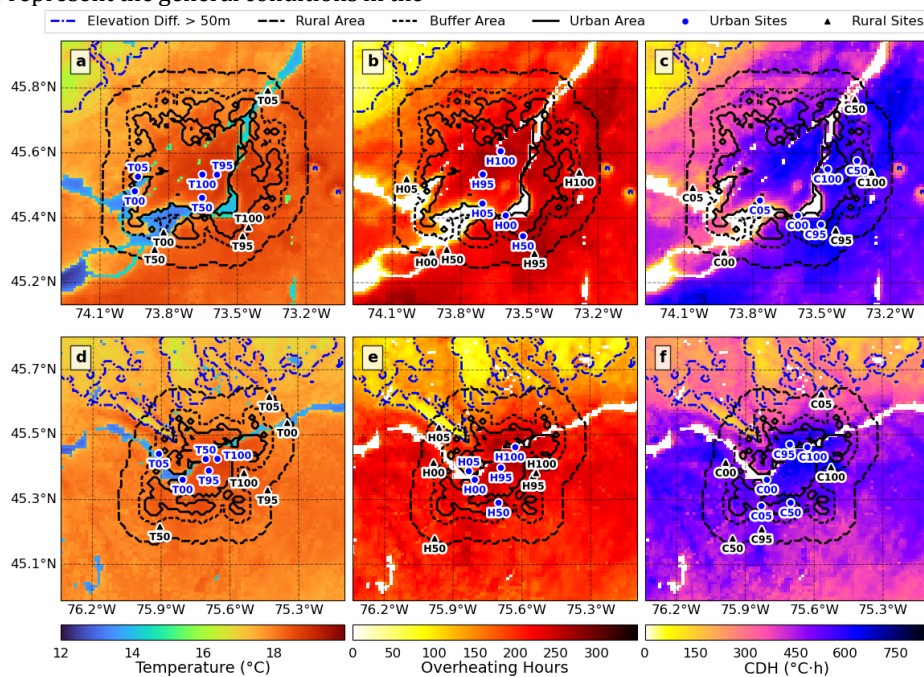 represent the general conditions in the
Elevation Diff. > 50m Rural Area Buffer Area Urban Area Urban Sites Rural Sites
a b c
45.8°N
45.6°N
45.4°N
45.2°N
T05
T05 T95
T100
T00 T50
T100
T00 T95
T50
H100
H05 H95 H100
H05
H00
H50
H00 H50 H95
C50
C50
C100 C100
C05 C05
C00 C95
C95
C00
74.1°W 73.8°W 73.5°W 73.2°W 74.1°W 73.8°W 73.5°W 73.2°W 74.1°W 73.8°W 73.5°W 73.2°W
d e f
45.7°N
45.5°N
45.3°N
45.1°N
T05
T00
T50
T05 T100
T95
T00 T100
T95
T50
H05
H100
H00 H05 H100
H95
H00 H95
H50
H50
C05
C95 C100
C00 C00 C100
C05 C50
C50 C95
76.2°W 75.9°W 75.6°W 75.3°W 76.2°W 75.9°W 75.6°W 75.3°W 76.2°W 75.9°W 75.6°W 75.3°W
12 14 16 18 0 100 200 300 0 150 300 450 600 750
Temperature (°C) Overheating Hours CDH (°C·h)